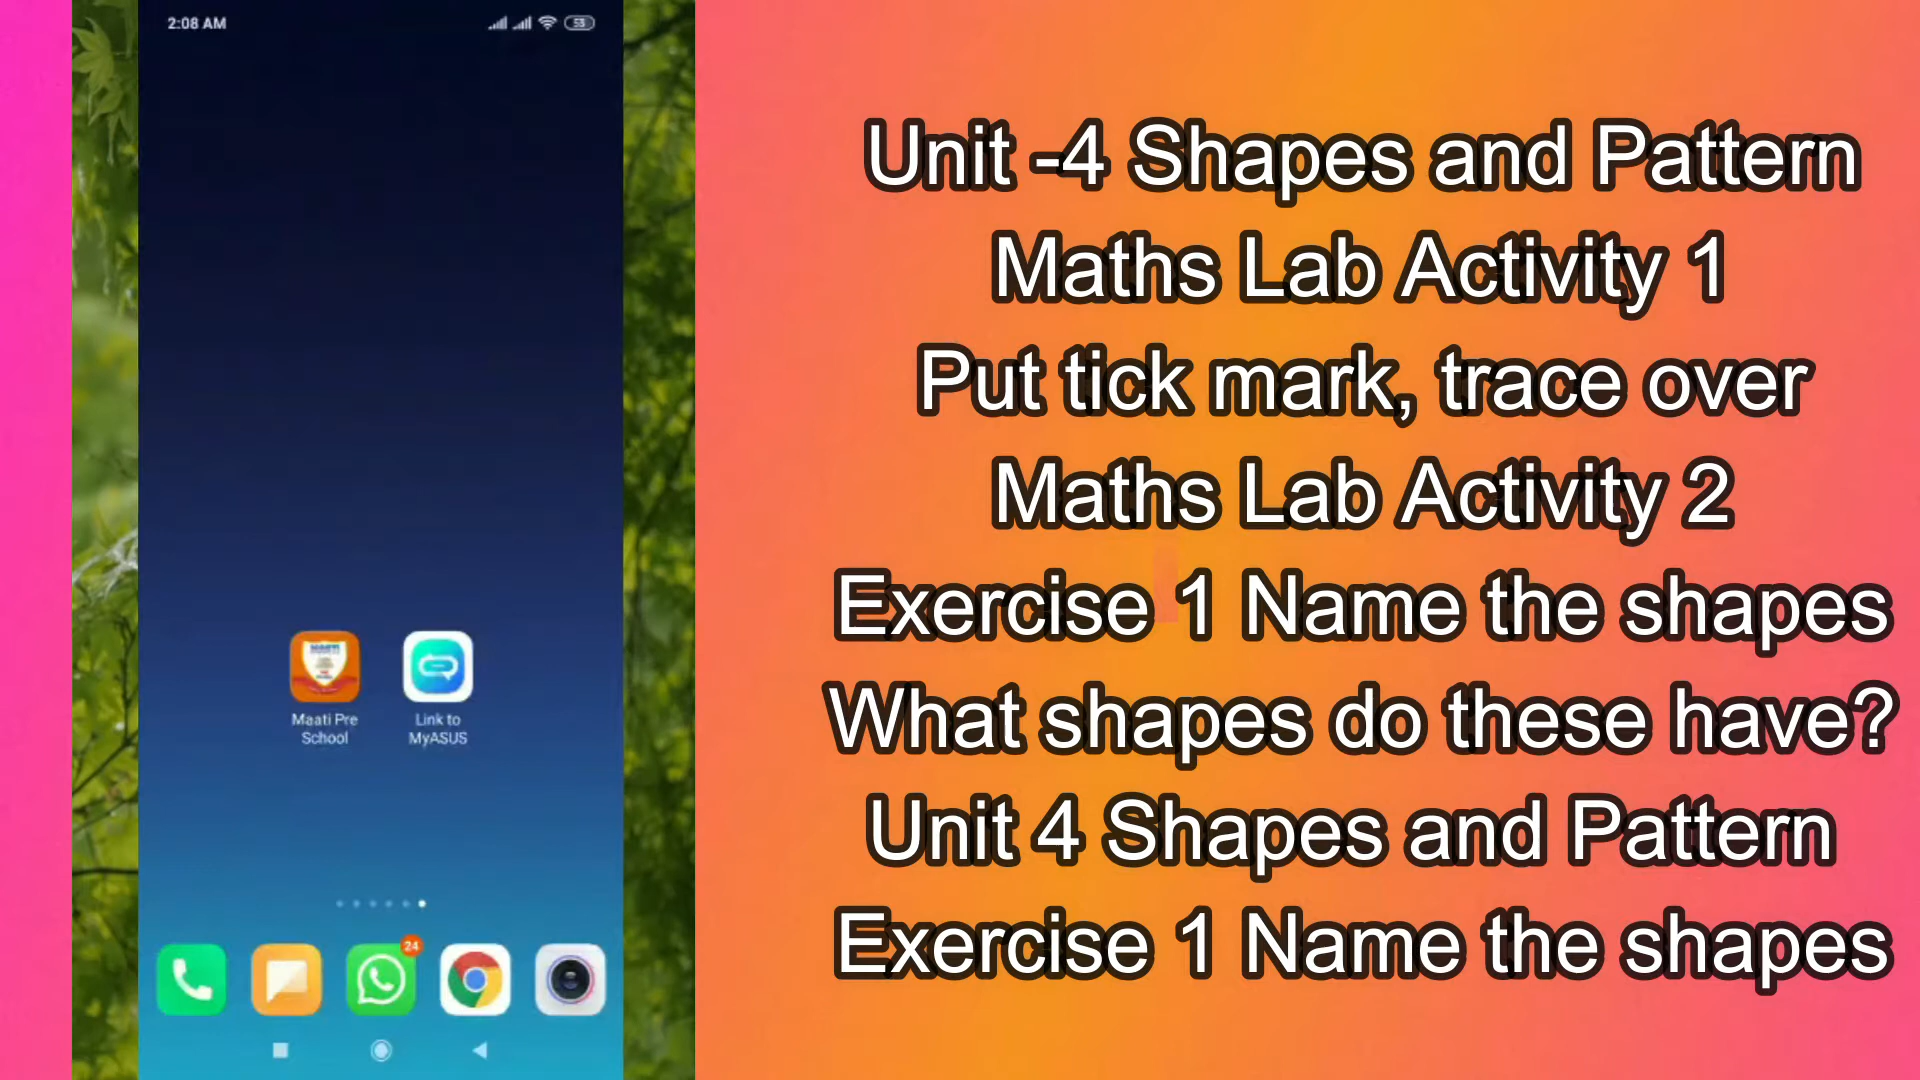 2:08 AM
53
Maati Pre
School
Link to
MyASUS
24
Unit -4 Shapes and Pattern
Maths Lab Activity 1
Put tick mark, trace over
Maths Lab Activity 2
Exercise 1 Name the shapes
What shapes do these have?
Unit 4 Shapes and Pattern
Exercise 1 Name the shapes